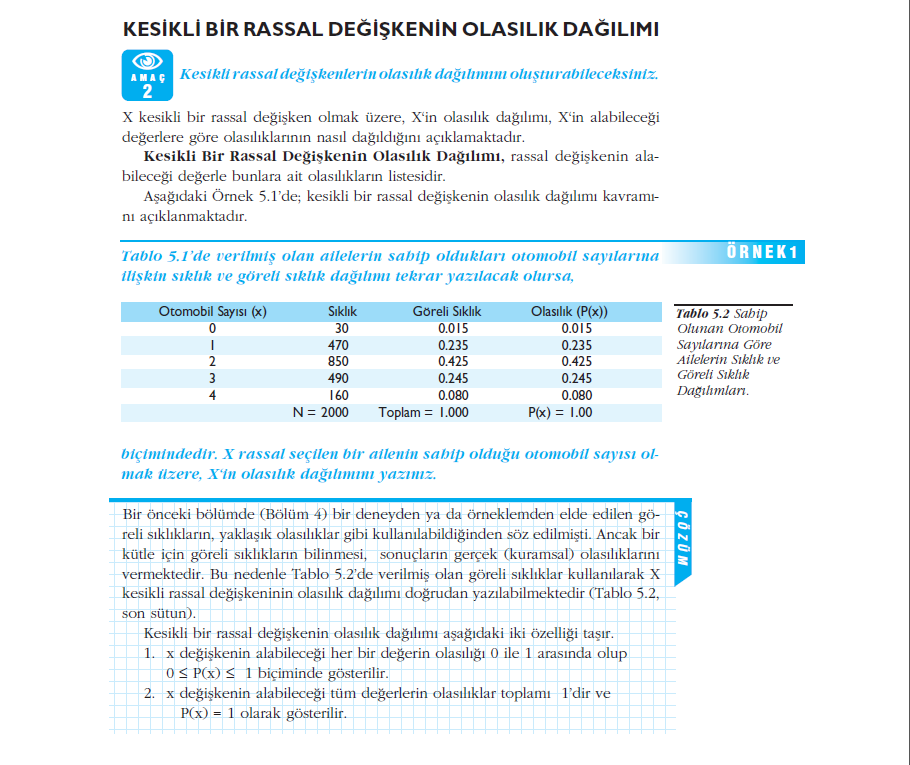 KESİKLİ BİR RASSAL DEĞİŞKENİN OLASILIK DAĞILIMI
AMAÇ
2
Kesikli rassal değişkenlerin olasılık dağılımını oluşturabileceksiniz.
X kesikli bir rassal değişken olmak üzere, X'in olasılık dağılımı, X'in alabileceği
değerlere göre olasılıklarının nasıl dağıldığını açıklamaktadır.
Kesikli Bir Rassal Değişkenin Olasılık Dağılımı, rassal değişkenin ala-
bileceği değerle bunlara ait olasılıkların listesidir.
Aşağıdaki Örnek 5.1'de; kesikli bir rassal değişkenin olasılık dağılımı kavramı-
nı açıklanmaktadır.
ÖRNEK 1
Tablo 5.1'de verilmiş olan ailelerin sahip oldukları otomobil sayılarına
ilişkin sıklık ve göreli sıklık dağılımı tekrar yazılacak olursa,
Otomobil Sayısı (x) Sıklık Göreli Sıklık Olasılık (P(x))
0 30 0.015 0.015
1 470 0.235 0.235
2 850 0.425 0.425
3 490 0.245 0.245
4 160 0.080 0.080
N = 2000 Toplam = 1.000 P(x) = 1.00
Tablo 5.2 Sahip
Olunan Otomobil
Sayılarına Göre
Ailelerin Sıklık ve
Göreli Sıklık
Dağılımları.
biçimindedir. X rassal seçilen bir ailenin sahip olduğu otomobil sayısı ol-
mak üzere, X'in olasılık dağılımını yazınız.
ÇÖZÜM
Bir önceki bölümde (Bölüm 4) bir deneyden ya da örneklemden elde edilen gö-
reli sıklıkların, yaklaşık olasılıklar gibi kullanılabildiğinden söz edilmişti. Ancak bir
kütle için göreli sıklıkların bilinmesi, sonuçların gerçek (kuramsal) olasılıklarını
vermektedir. Bu nedenle Tablo 5.2'de verilmiş olan göreli sıklıklar kullanılarak X
kesikli rassal değişkeninin olasılık dağılımı doğrudan yazılabilmektedir (Tablo 5.2,
son sütun).
Kesikli bir rassal değişkenin olasılık dağılımı aşağıdaki iki özelliği taşır.
1. x değişkenin alabileceği her bir değerin olasılığı 0 ile 1 arasında olup
0 ≤ P(x) ≤ 1 biçiminde gösterilir.
2. x değişkenin alabileceği tüm değerlerin olasılıklar toplamı 1'dir ve
P(x) = 1 olarak gösterilir.